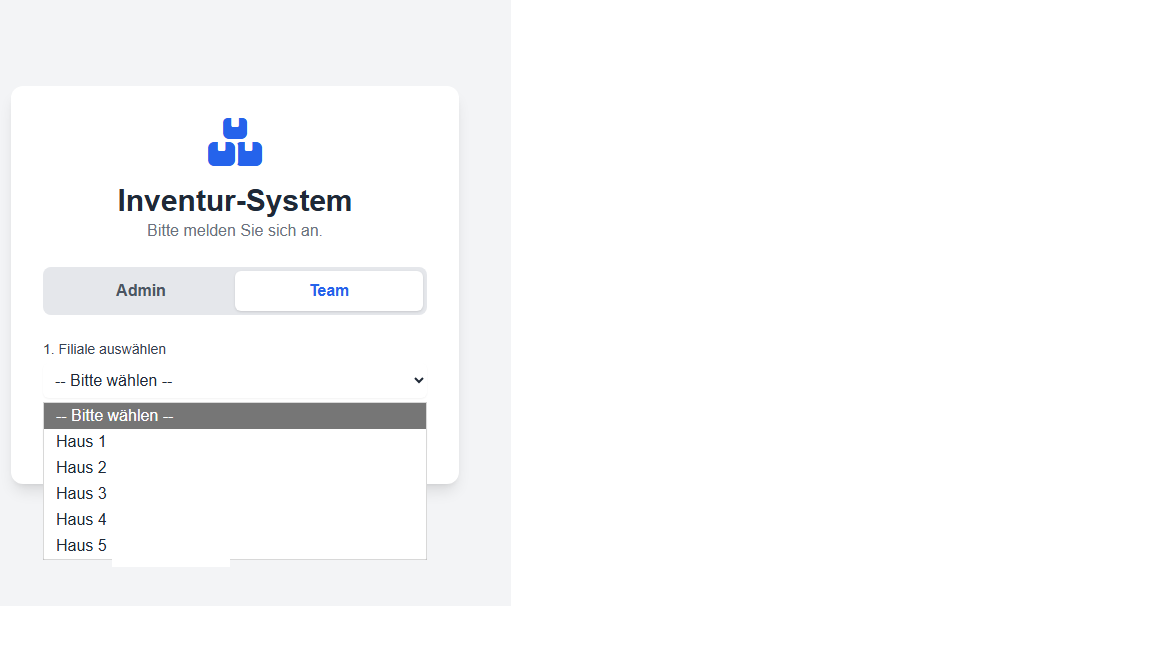 Inventur-System
Bitte melden Sie sich an.
Admin
Team
1. Filiale auswählen
-- Bitte wählen --
-- Bitte wählen --
Haus 1
Haus 2
Haus 3
Haus 4
Haus 5